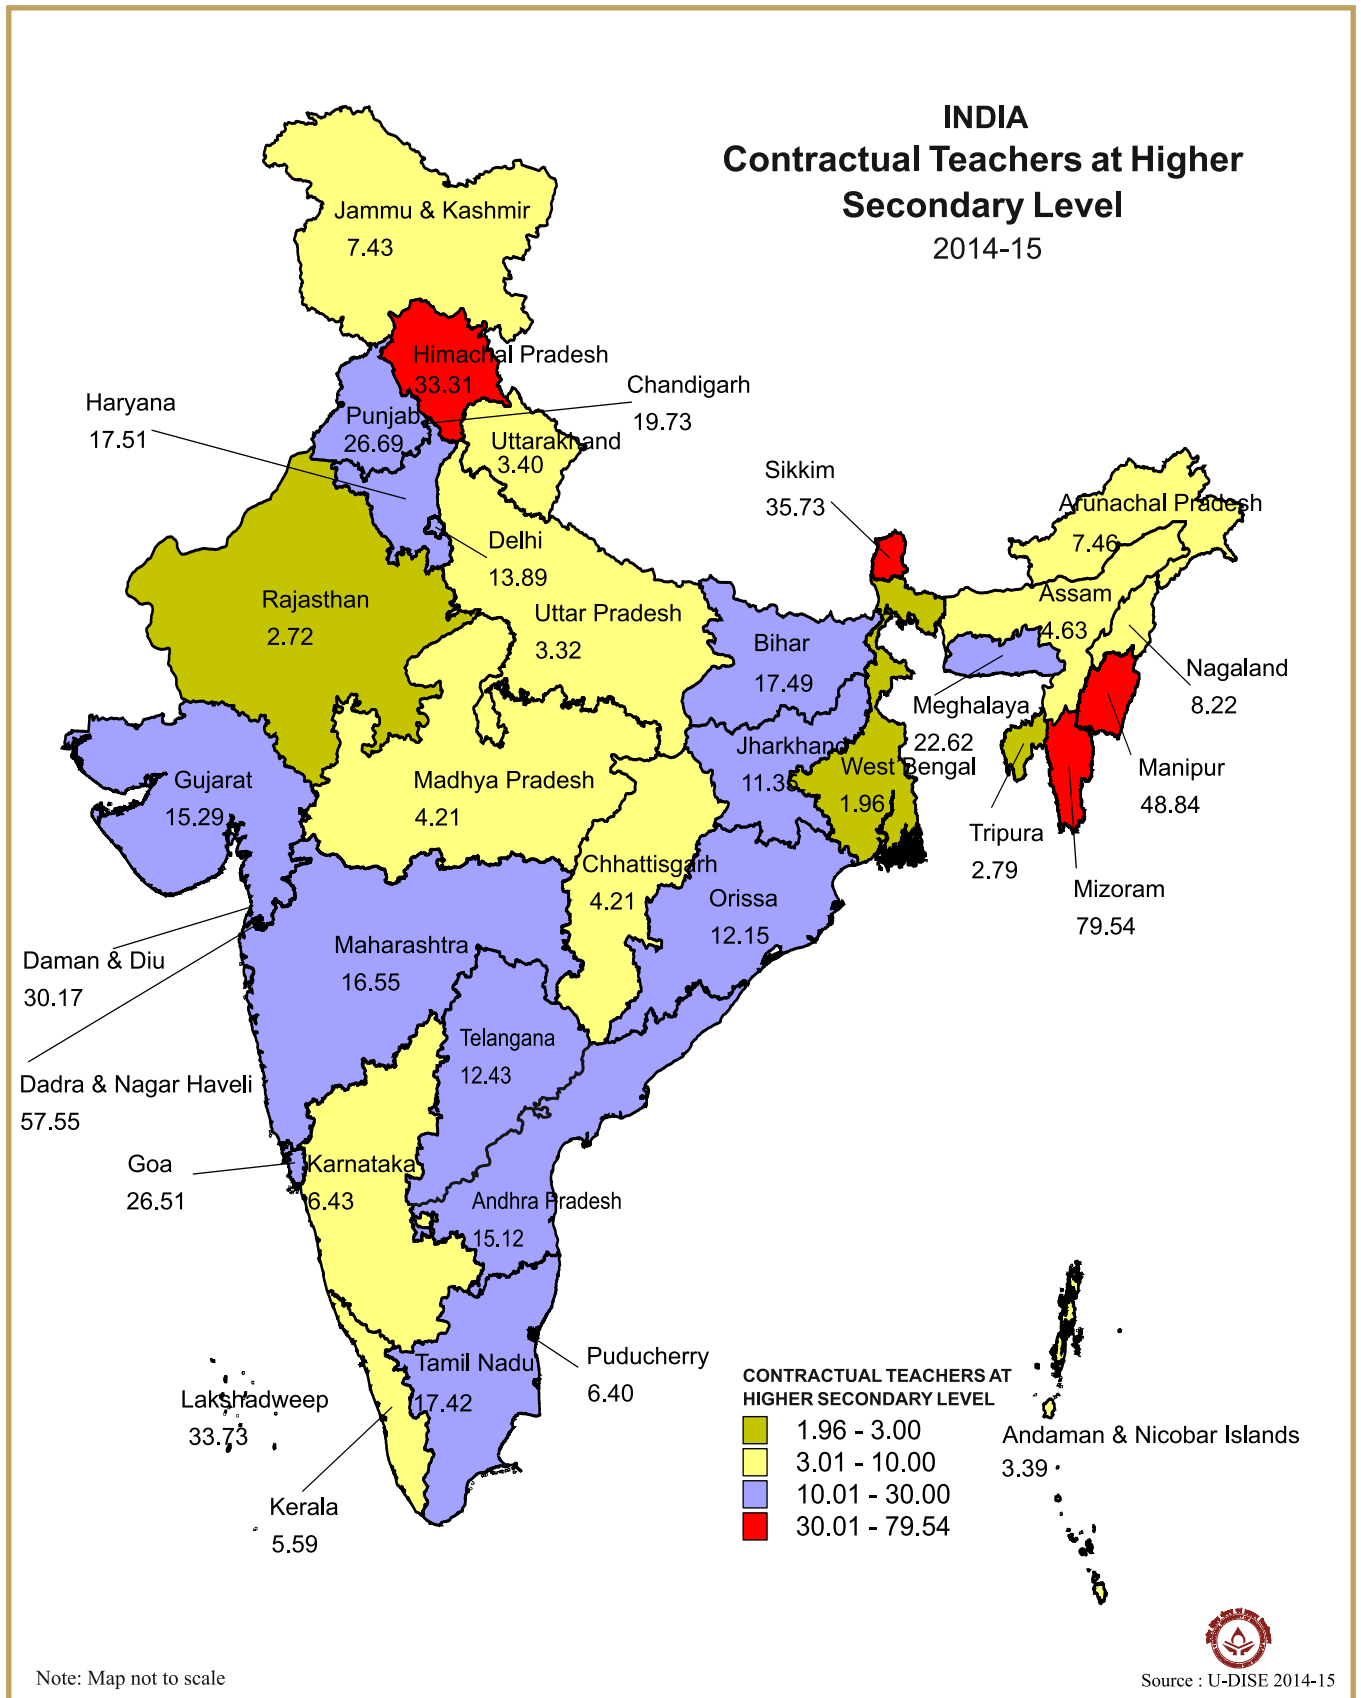 INDIA
Contractual Teachers at Higher
Secondary Level
2014-15
Jammu & Kashmir
7.43
Himachal Pradesh
33.31
Chandigarh
19.73
Haryana
17.51
Punjab
26.69
Uttarakhand
3.40
Sikkim
35.73
Arunachal Pradesh
7.46
Delhi
13.89
Rajasthan
2.72
Uttar Pradesh
3.32
Assam
4.63
Bihar
17.49
Nagaland
8.22
Meghalaya
22.62
Jharkhand
11.35
West Bengal
1.96
Manipur
48.84
Gujarat
15.29
Madhya Pradesh
4.21
Tripura
2.79
Mizoram
79.54
Chhattisgarh
4.21
Orissa
12.15
Maharashtra
16.55
Daman & Diu
30.17
Telangana
12.43
Dadra & Nagar Haveli
57.55
Goa
26.51
Karnataka
6.43
Andhra Pradesh
15.12
Puducherry
6.40
Tamil Nadu
17.42
Lakshadweep
33.73
Kerala
5.59
CONTRACTUAL TEACHERS AT
HIGHER SECONDARY LEVEL
1.96 - 3.00
3.01 - 10.00
10.01 - 30.00
30.01 - 79.54
Andaman & Nicobar Islands
3.39
Note: Map not to scale
Source : U-DISE 2014-15